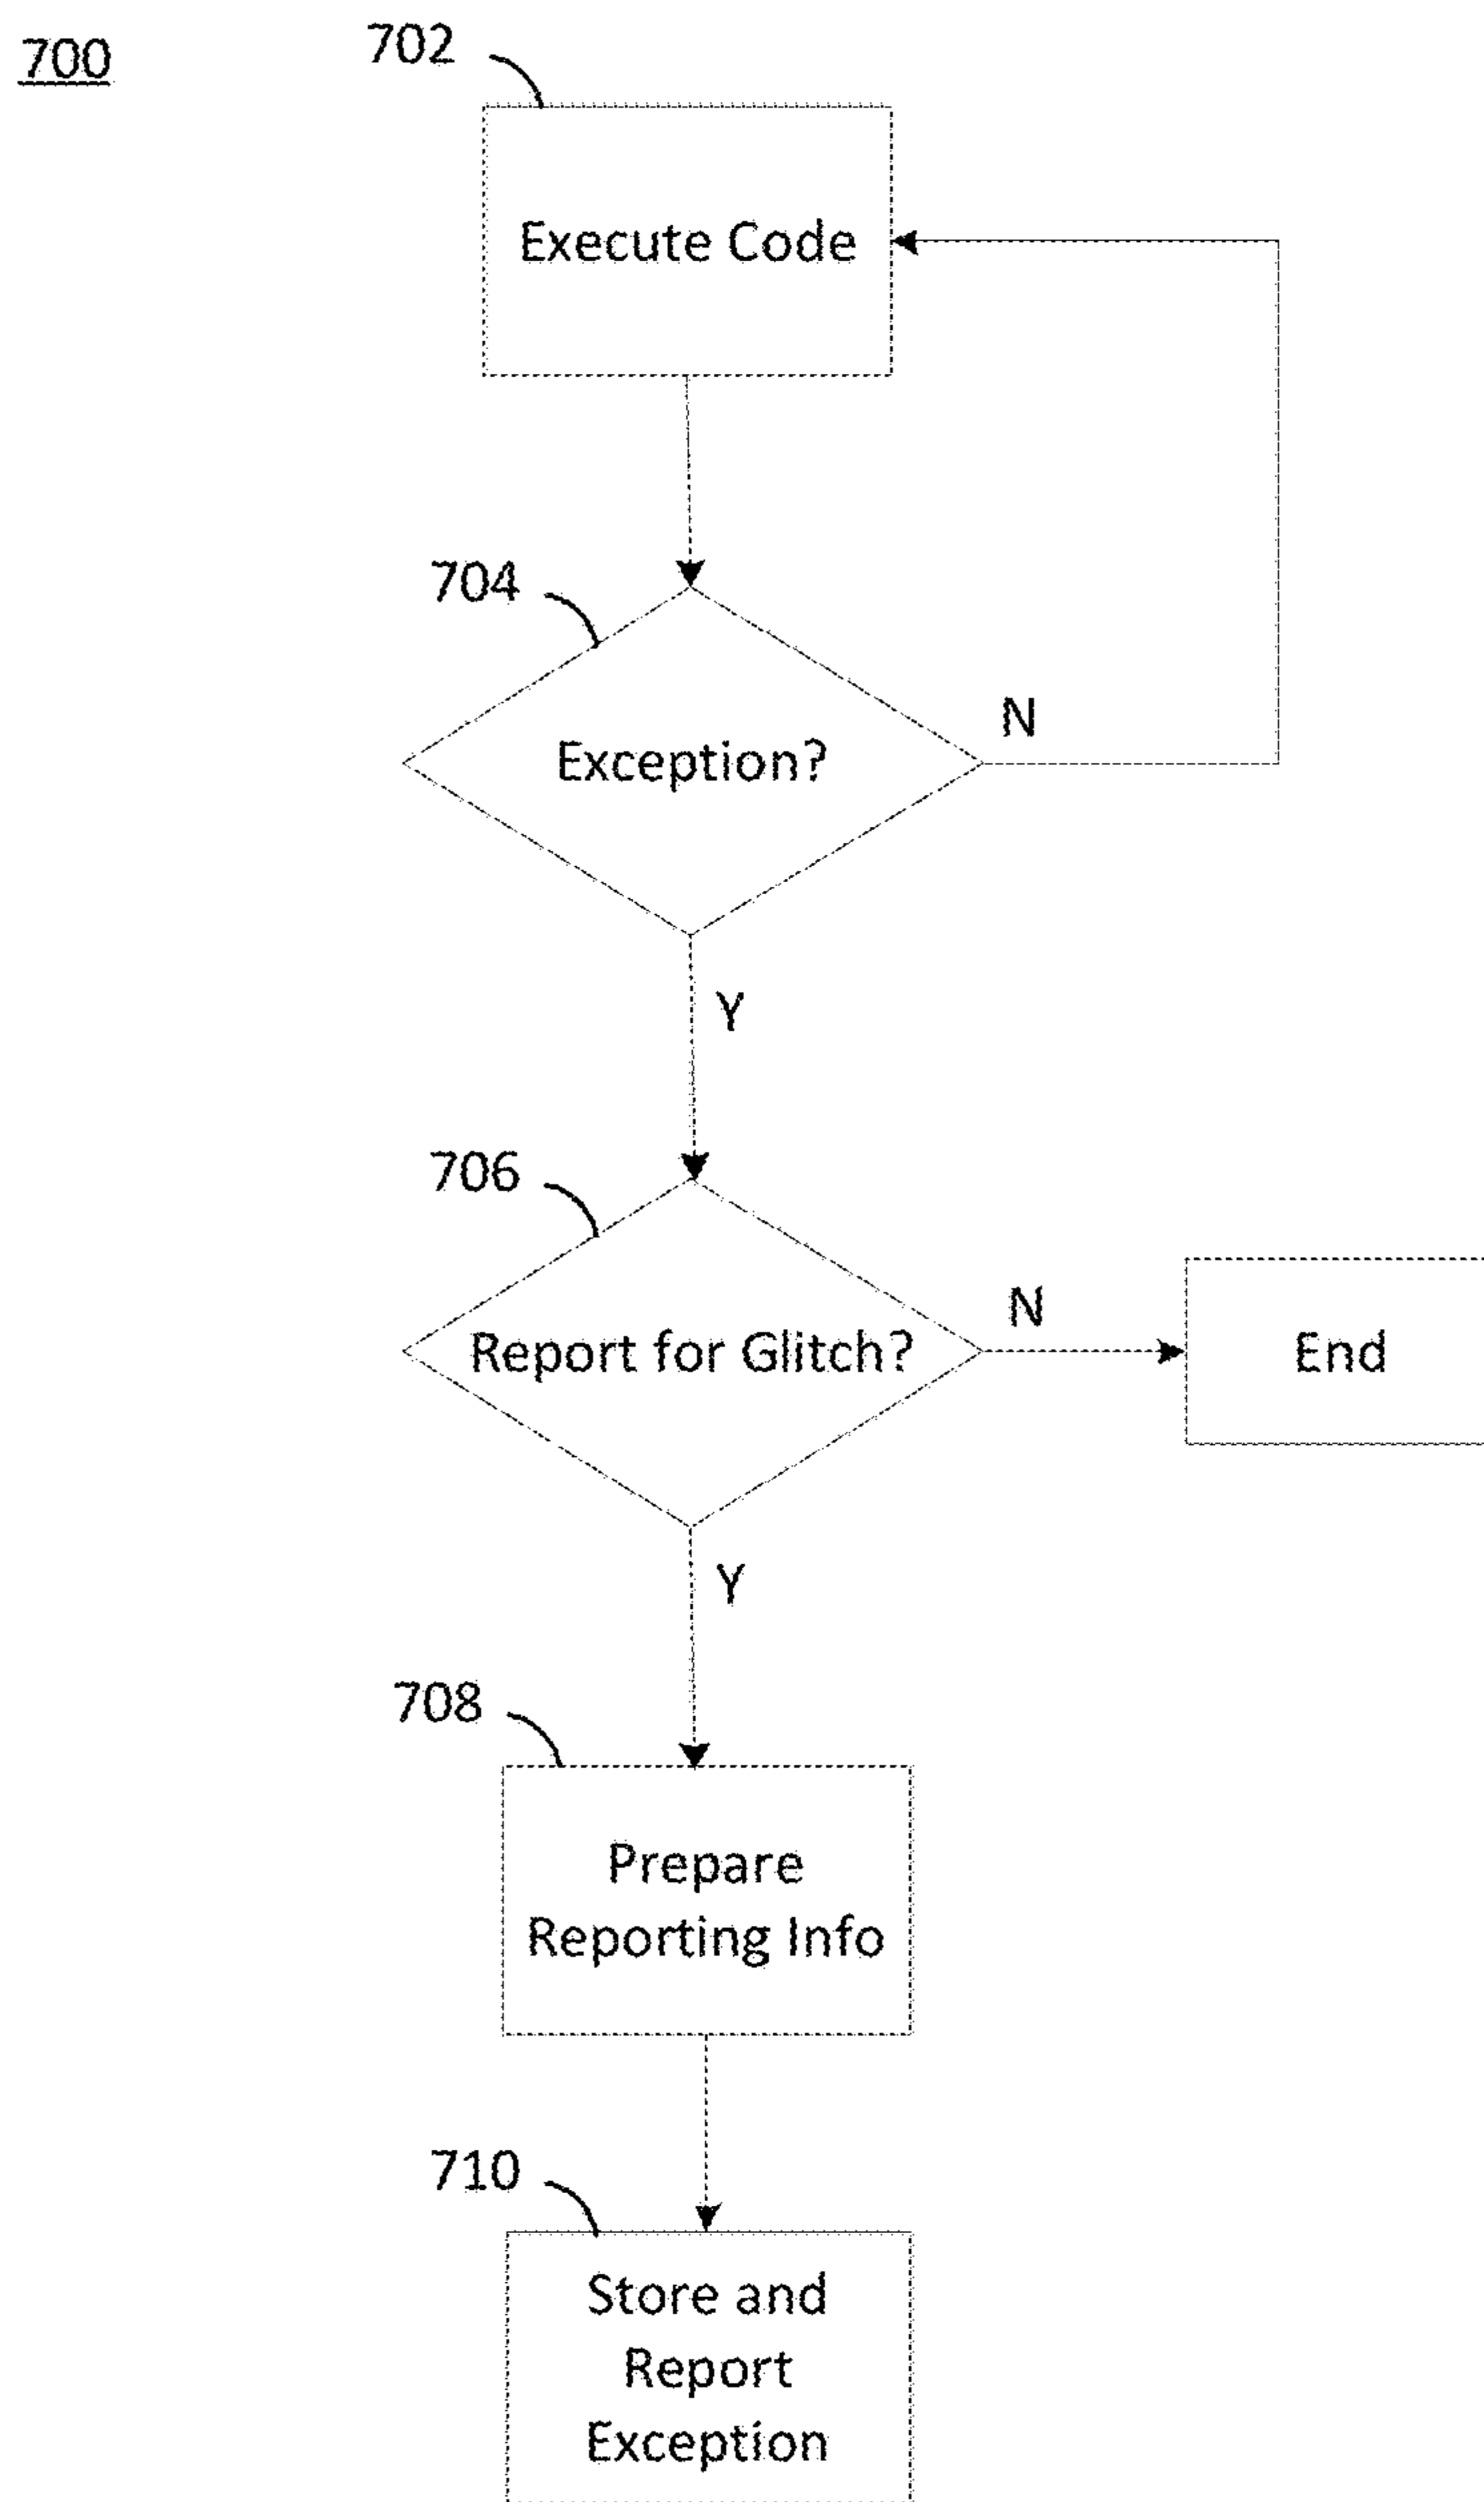 700
702
Execute Code
704
Exception?
N
Y
706
Report for Glitch?
N
End
Y
708
Prepare
Reporting Info
710
Store and
Report
Exception